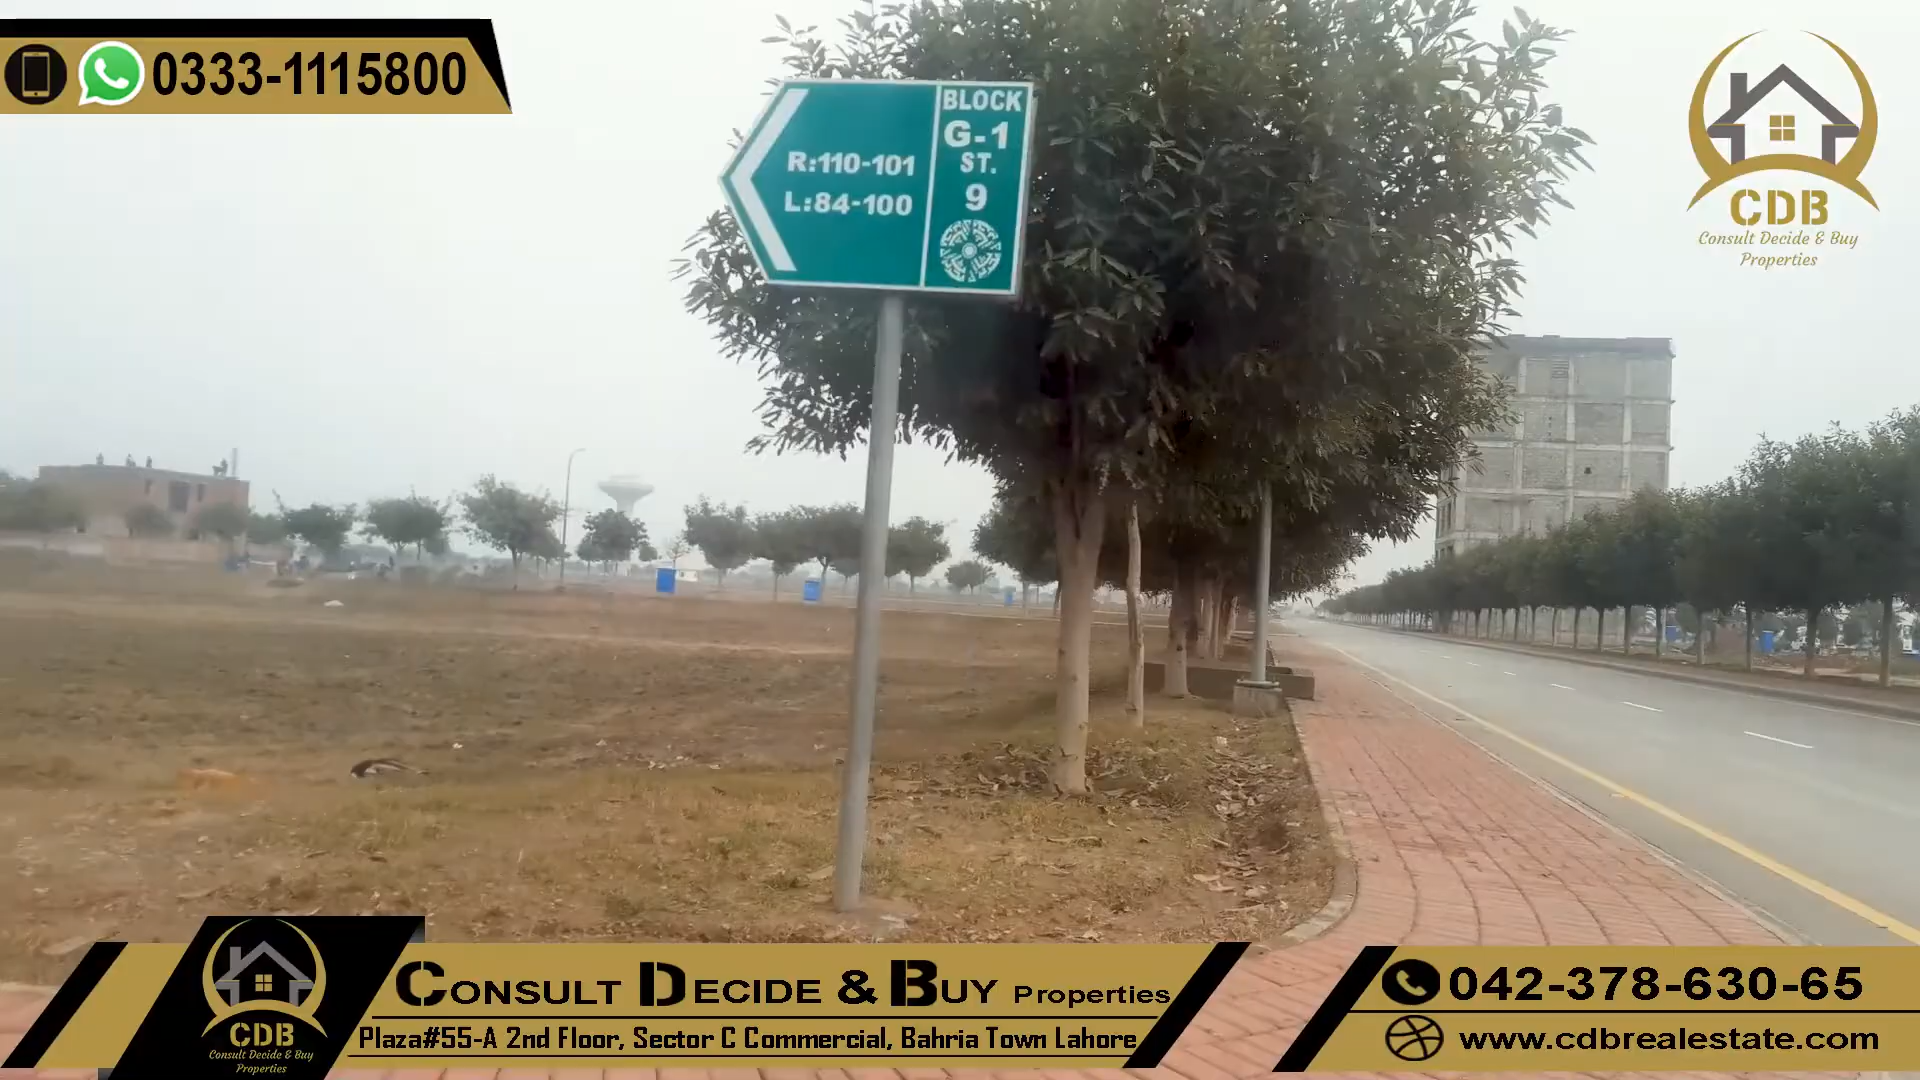 0333-1115800
BLOCK
G-1
ST.
9
R:110-101
L:84-100
CDB
Consult Decide & Buy
Properties
CDB
Consult Decide & Buy
Properties
CONSULT DECIDE & BUY Properties
Plaza#55-A 2nd Floor, Sector C Commercial, Bahria Town Lahore
042-378-630-65
www.cdbrealestate.com